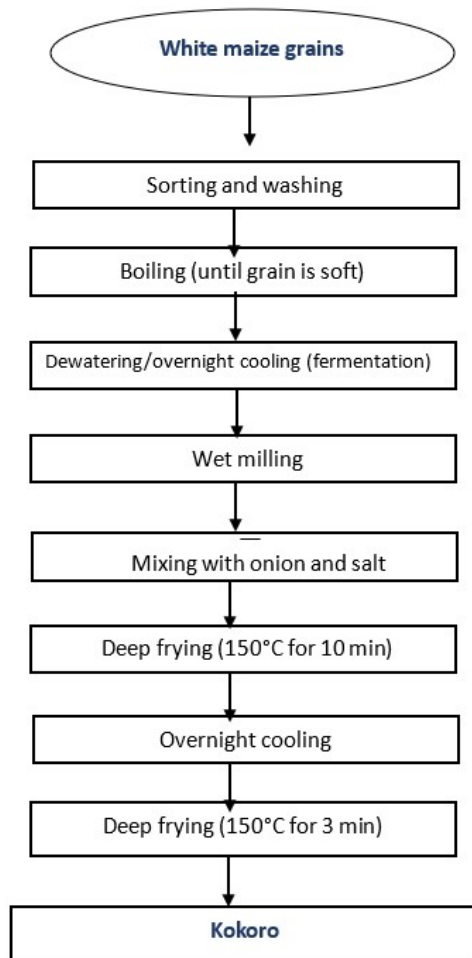 White maize grains
Sorting and washing
Boiling (until grain is soft)
Dewatering/overnight cooling (fermentation)
Wet milling
Mixing with onion and salt
Deep frying (150°C for 10 min)
Overnight cooling
Deep frying (150°C for 3 min)
Kokoro